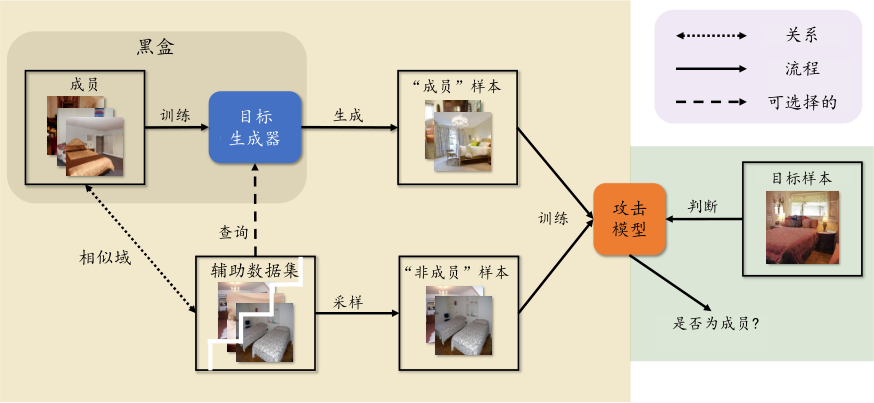 黑盒
成员
训练
目标
生成器
生成
“成员”样本
关系
流程
可选择的
相似域
查询
辅助数据集
采样
“非成员”样本
训练
攻击
模型
判断
目标样本
是否为成员?